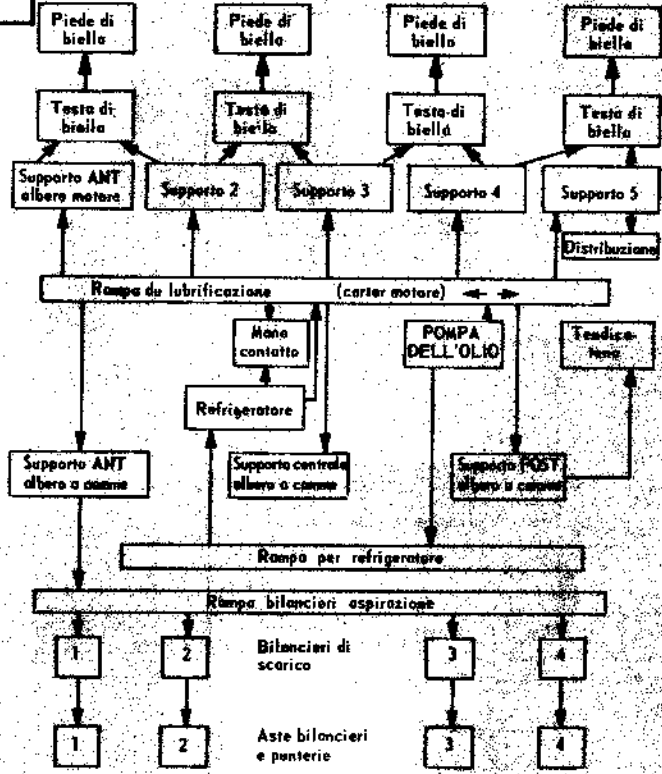 Piede di
biella
Piede di
biella
Piede di
biella
Piede di
biella
Testa di
biella
Testa di
biella
Testa di
biella
Testa di
biella
Supporto ANT
albero motore
Supporto 2
Supporto 3
Supporto 4
Supporto 5
Distribuzione
Rampa du lubrificazione (carter motore)
Mano
contatto
POMPA
DELL'OLIO
Tendica-
tena
Refrigeratore
Supporto ANT
albero a camme
Supporto centrale
albero a camme
Supporto POST
albero a camme
Rampa per refrigeratore
Rampa bilancieri aspirazione
1
2
Bilancieri di
scarico
3
4
1
2
Aste bilancieri
e punterie
3
4